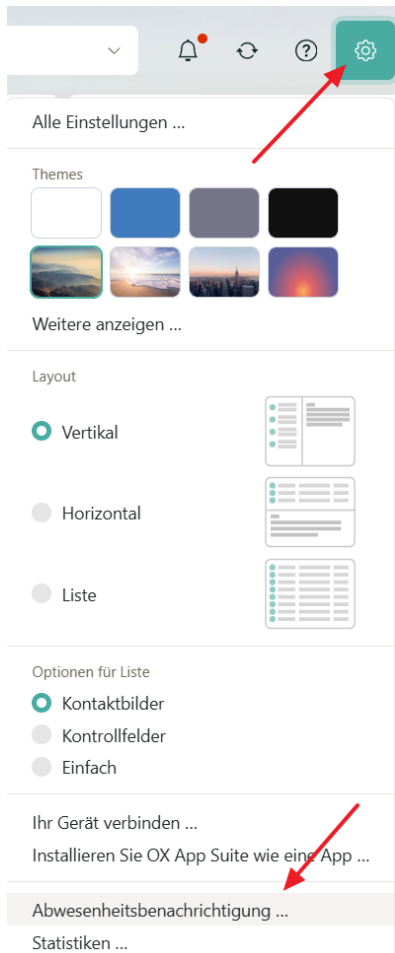 Alle Einstellungen ...
Themes
Weitere anzeigen ...
Layout
Vertikal
Horizontal
Liste
Optionen für Liste
Kontaktbilder
Kontrollfelder
Einfach
Ihr Gerät verbinden ...
Installieren Sie OX App Suite wie eine App ...
Abwesenheitsbenachrichtigung ...
Statistiken ...